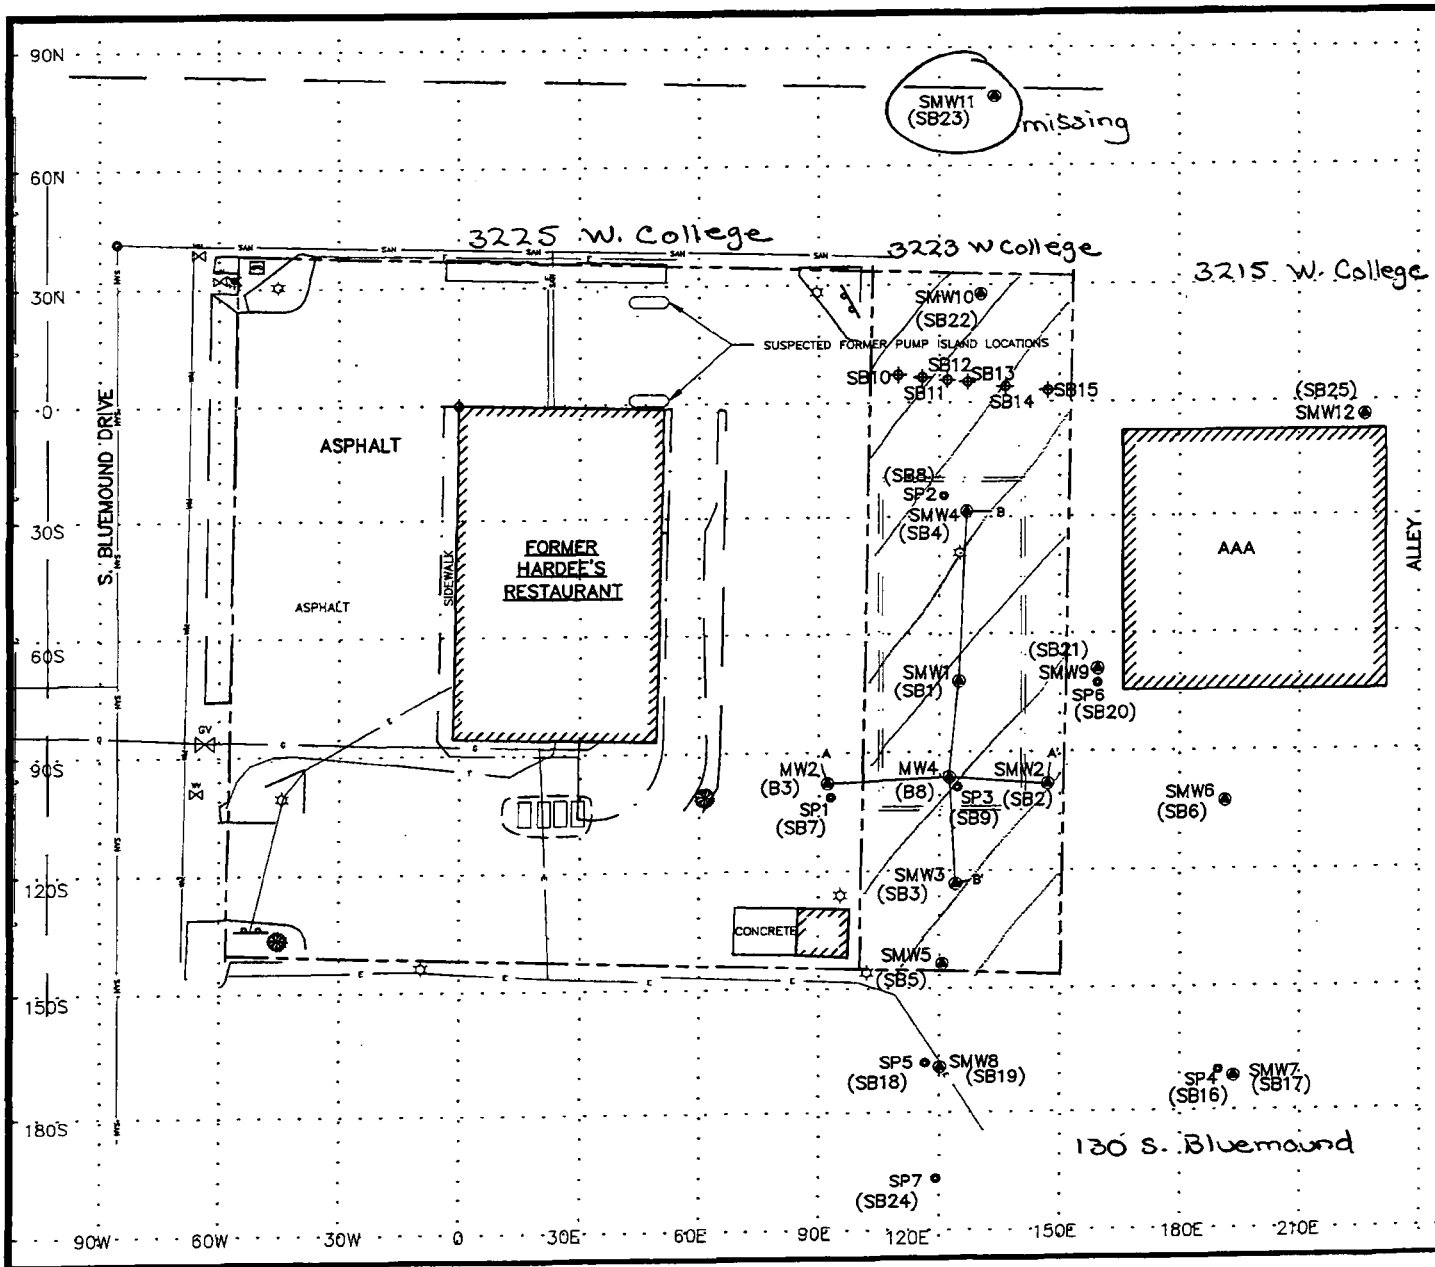 90N
SMW11
(SB23)
missing
60N
3225 W. College
3223 W College
3215 W. College
SAN SAN SAN SAN SAN
30N
SMW10
(SB22)
SUSPECTED FORMER PUMP ISLAND LOCATIONS
SB12
SB10
SB13
SB11
SB14
SB15
(SB25)
SMW12
0
S. BLUEMOUND DRIVE
ASPHALT
(SB8)
SP2
SMW4
B
(SB4)
30S
FORMER
HARDEE'S
RESTAURANT
SIDEWALK
AAA
ALLEY
ASPHALT
60S
(SB21)
SMW9
SMW1
(SB1)
SP6
(SB20)
GV
G
G
E
T
90S
A
A'
MW2
(B3)
MW4
(B8)
SMW2
(SB2)
SP1
(SB7)
SP3
(SB9)
SMW6
(SB6)
120S
SMW3
(SB3)
B'
CONCRETE
SMW5
(SB5)
E E E E
150S
SP5
(SB18)
SMW8
(SB19)
SP4
(SB16)
SMW7
(SB17)
180S
130 S. Bluemound
SP7
(SB24)
90W 60W 30W 0 30E 60E 90E 120E 150E 180E 210E